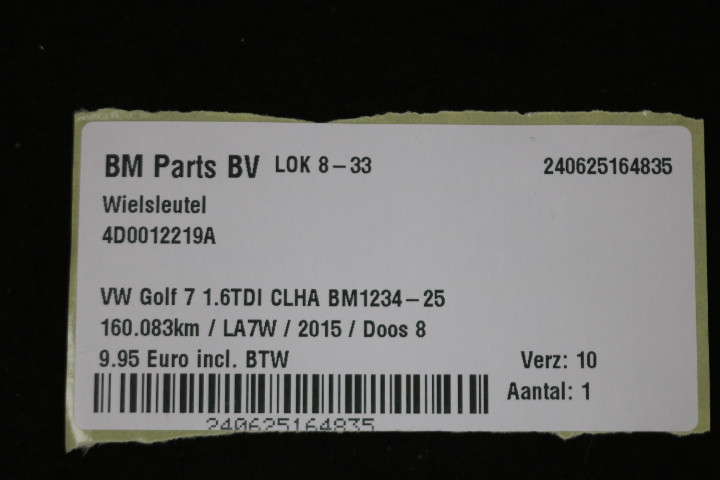 BM Parts BV LOK 8-33 240625164835
Wielsleutel
4D0012219A
VW Golf 7 1.6TDI CLHA BM1234-25
160.083km / LA7W / 2015 / Doos 8
9.95 Euro incl. BTW Verz: 10
Aantal: 1
240625164835